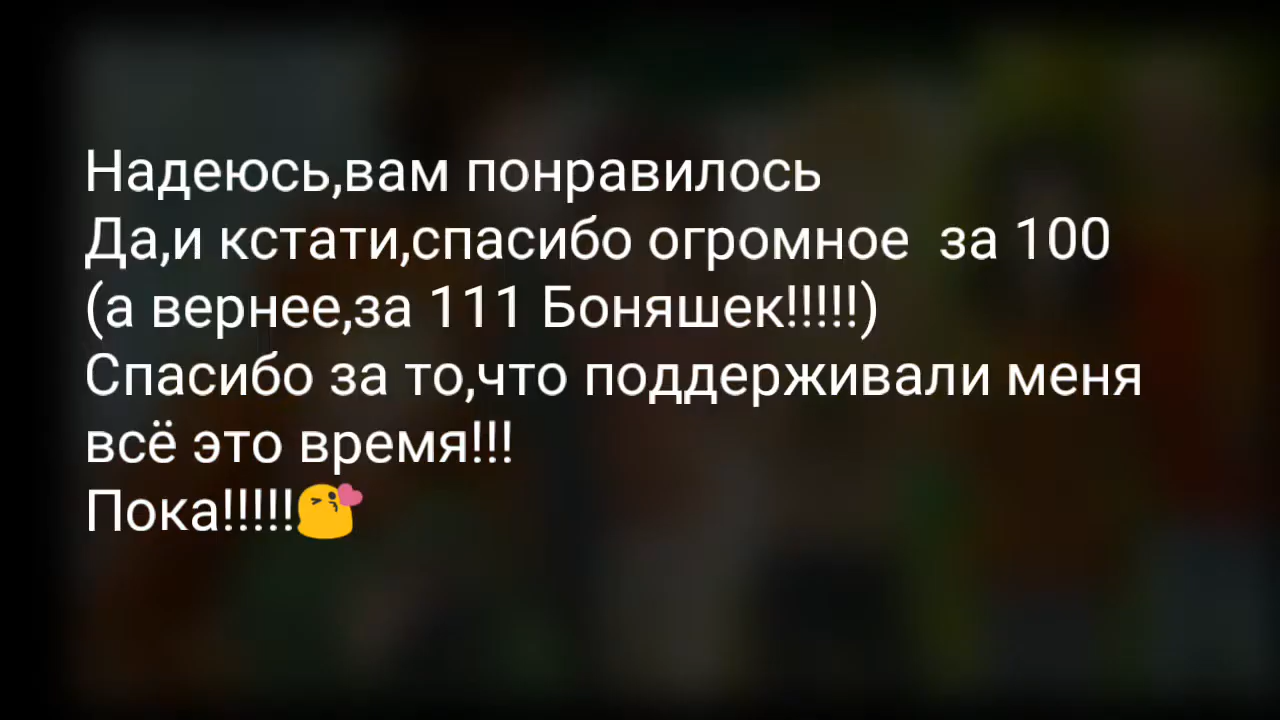 Надеюсь,вам понравилось
Да,и кстати,спасибо огромное  за 100
(а вернее,за 111 Боняшек!!!!!)
Спасибо за то,что поддерживали меня
всё это время!!!
Пока!!!!!😘